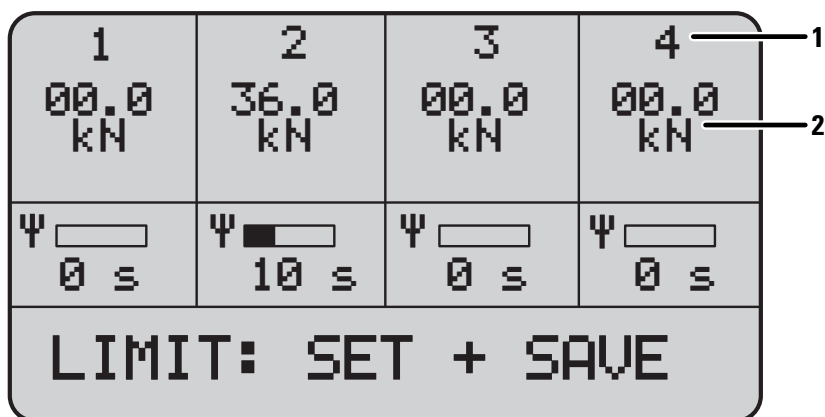 1 2 3 4 1
00.0 36.0 00.0 00.0
kN kN kN kN 2
0 s 10 s 0 s 0 s
LIMIT: SET + SAVE